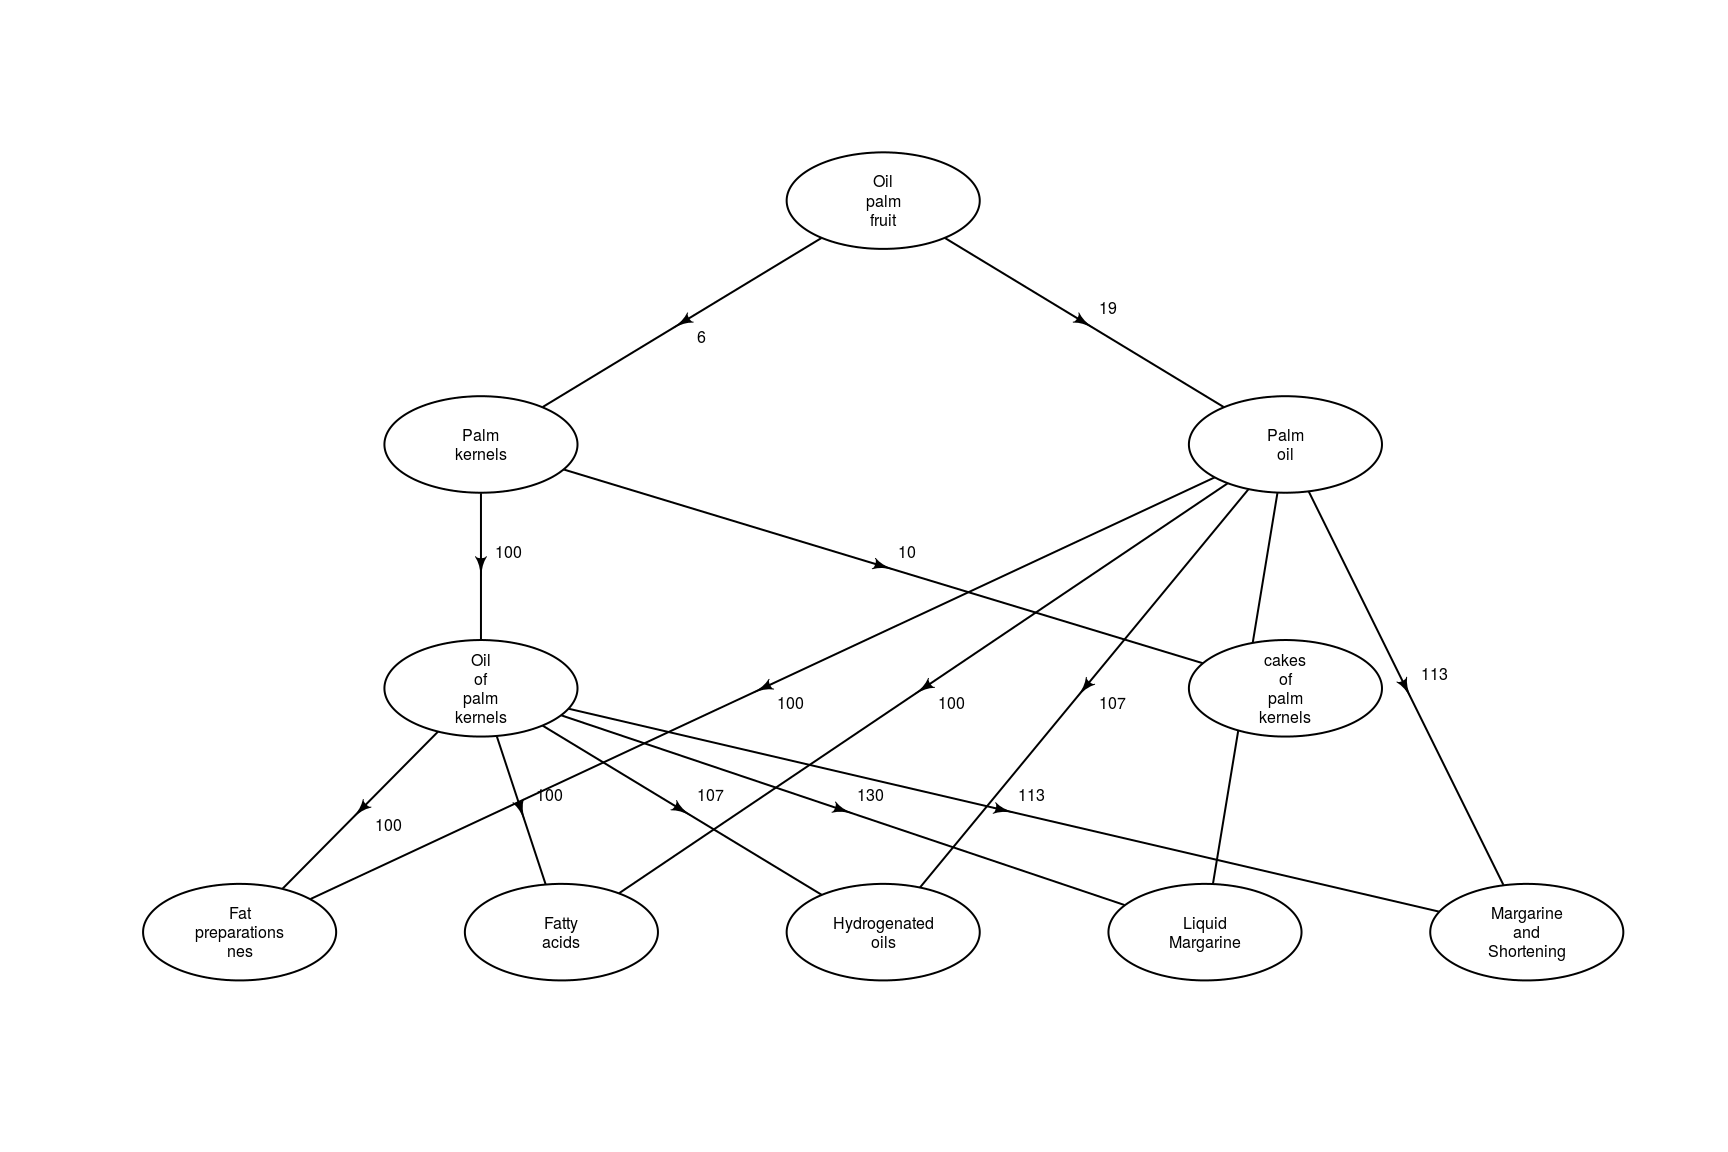 Oil
palm
fruit
19
6
Palm
kernels
Palm
oil
100
10
Oil
of
palm
kernels
cakes
of
palm
kernels
113
100
100
107
100
107
130
113
100
Fat
preparations
nes
Fatty
acids
Hydrogenated
oils
Liquid
Margarine
Margarine
and
Shortening